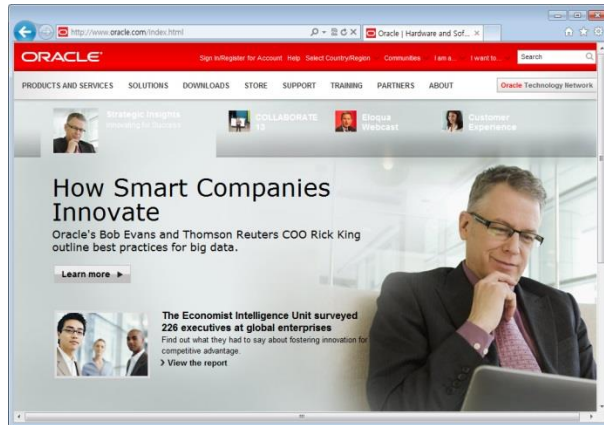 http://www.oracle.com/index.html
Oracle | Hardware and Sof...
ORACLE
Sign In/Register for Account Help Select Country/Region Communities I am a... I want to... Search
PRODUCTS AND SERVICES SOLUTIONS DOWNLOADS STORE SUPPORT TRAINING PARTNERS ABOUT Oracle Technology Network
Strategic Insights
Innovating for Success
COLLABORATE
13
Eloqua
Webcast
Customer
Experience
How Smart Companies
Innovate
Oracle's Bob Evans and Thomson Reuters COO Rick King
outline best practices for big data.
Learn more
The Economist Intelligence Unit surveyed
226 executives at global enterprises
Find out what they had to say about fostering innovation for
competitive advantage.
View the report